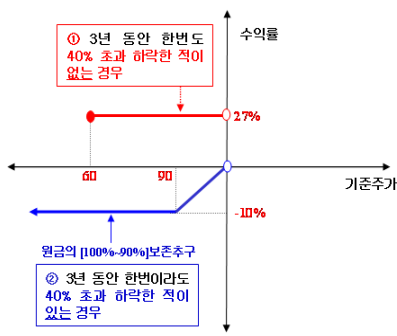 ① 3년 동안 한번도
40% 초과 하락한 적이
없는 경우
수익률
27%
60
90
기준주가
-10%
원금의 [100%~90%]보존추구
② 3년 동안 한번이라도
40% 초과 하락한 적이
있는 경우